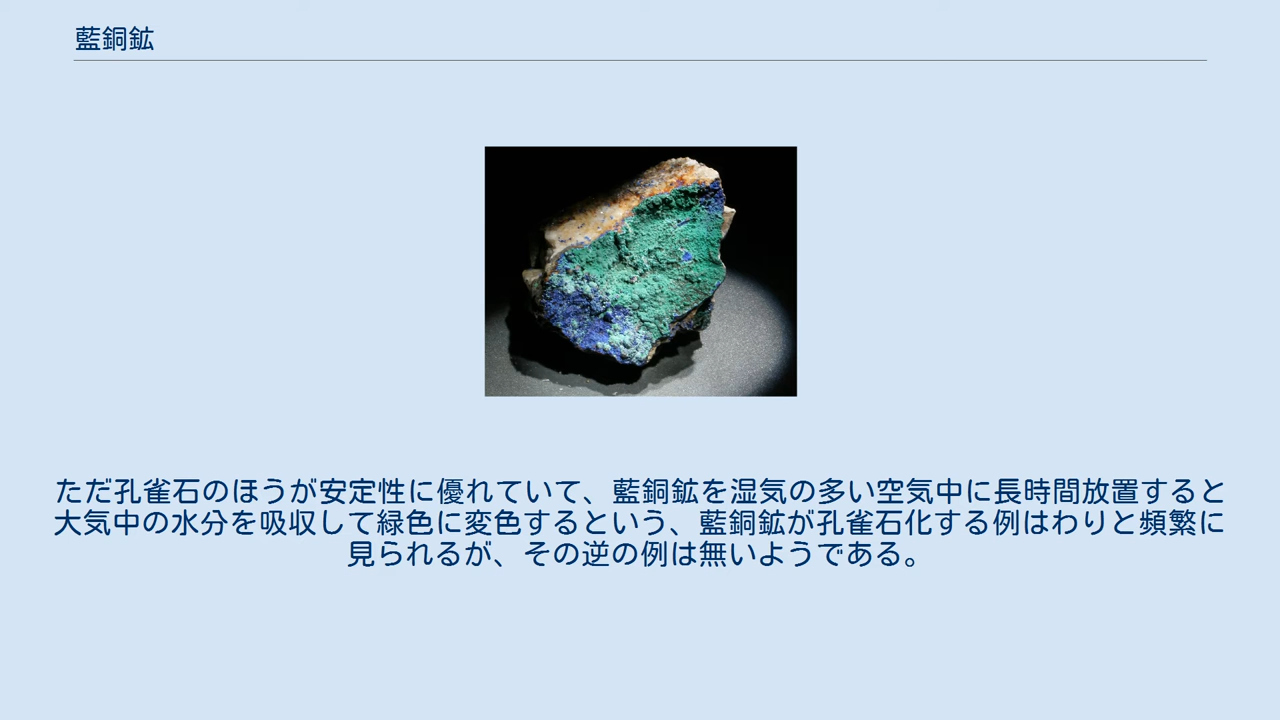 藍銅鉱
ただ孔雀石のほうが安定性に優れていて、藍銅鉱を湿気の多い空気中に長時間放置すると
大気中の水分を吸収して緑色に変色するという、藍銅鉱が孔雀石化する例はわりと頻繁に
見られるが、その逆の例は無いようである。